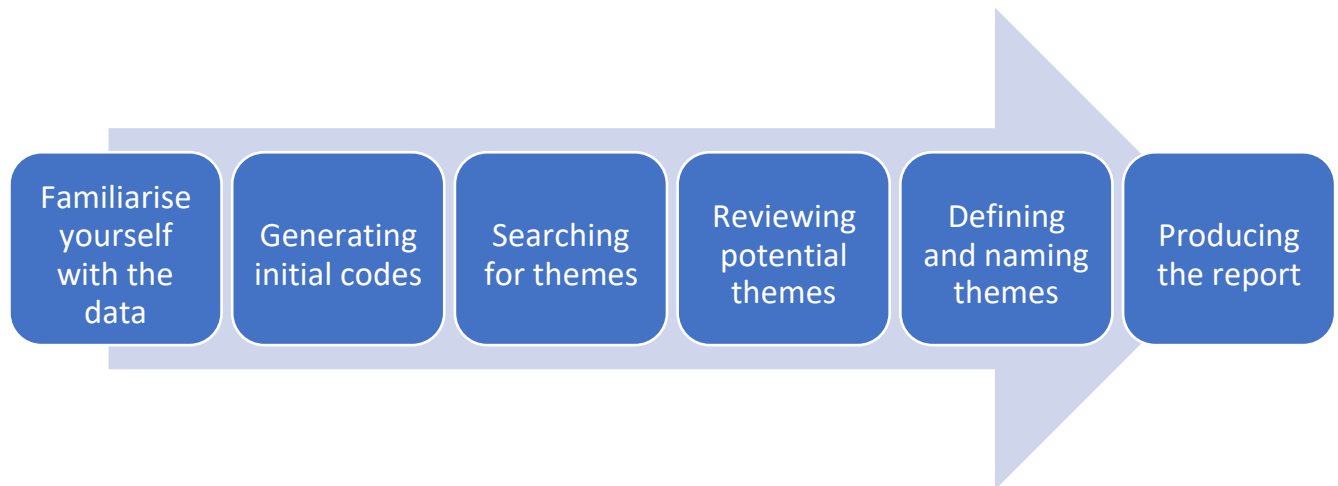 Familiarise
yourself
with the
data
Generating
initial codes
Searching
for themes
Reviewing
potential
themes
Defining
and naming
themes
Producing
the report